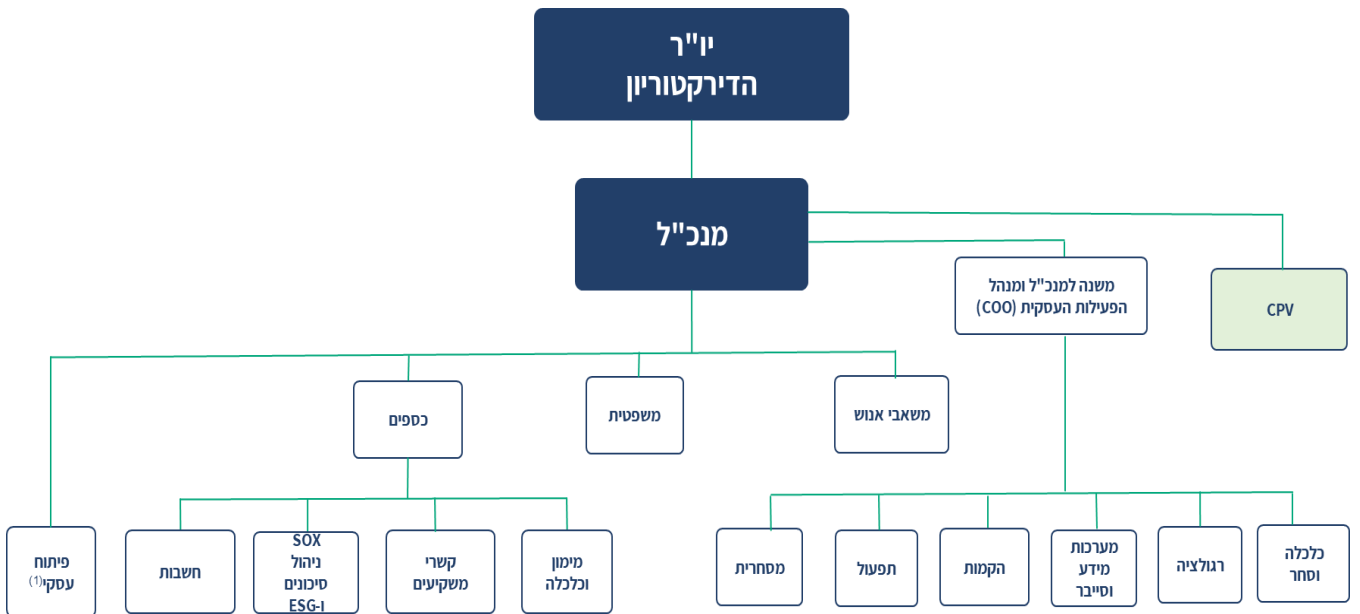 יו"ר
הדירקטוריון
מנכ"ל
משנה למנכ"ל ומנהל
הפעילות העסקית (COO)
CPV
משאבי אנוש
משפטית
כספים
כלכלה
וסחר
רגולציה
מערכות
מידע
וסייבר
הקמות
תפעול
מסחרית
מימון
וכלכלה
קשרי
משקיעים
SOX
ניהול
סיכונים
ו-ESG
חשבות
פיתוח
עסקי(1)